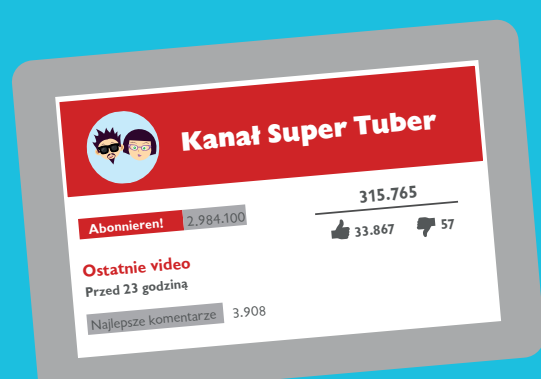 Kanał Super Tuber
315.765
Abonnieren! 2.984.100
33.867 57
Ostatnie video
Przed 23 godziną
Najlepsze komentarze 3.908